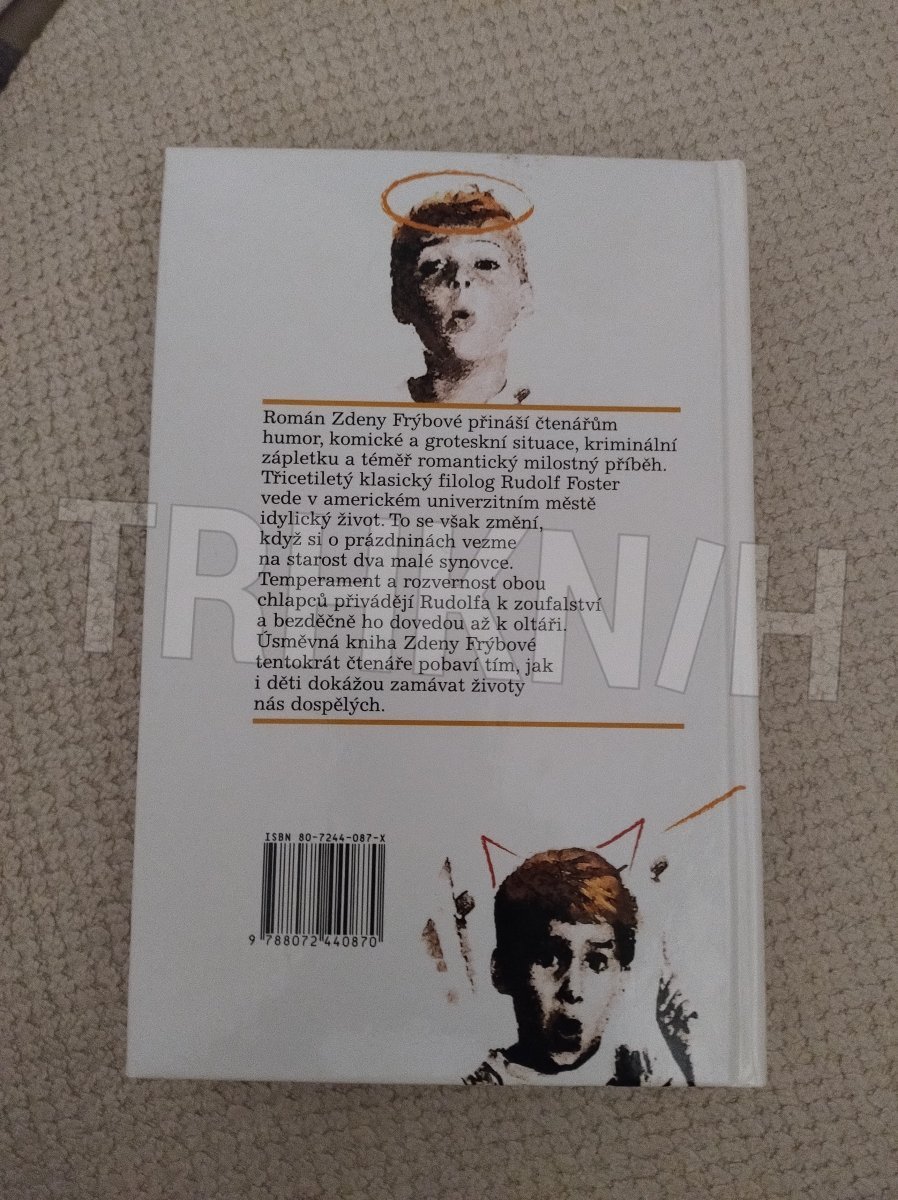 Román Zdeny Frýbové přináší čtenářům
humor, komické a groteskní situace, kriminální
zápletku a téměř romantický milostný příběh.
Třicetiletý klasický filolog Rudolf Foster
vede v americkém univerzitním městě
idylický život. To se však změní,
když si o prázdninách vezme
na starost dva malé synovce.
Temperament a rozvernost obou
chlapců přivádějí Rudolfa k zoufalství
a bezděčně ho dovedou až k oltáři.
Úsměvná kniha Zdeny Frýbové
tentokrát čtenáře pobaví tím, jak
i děti dokážou zamávat životy
nás dospělých.
TRHKNIH
ISBN 80-7244-087-X
9 788072 440870